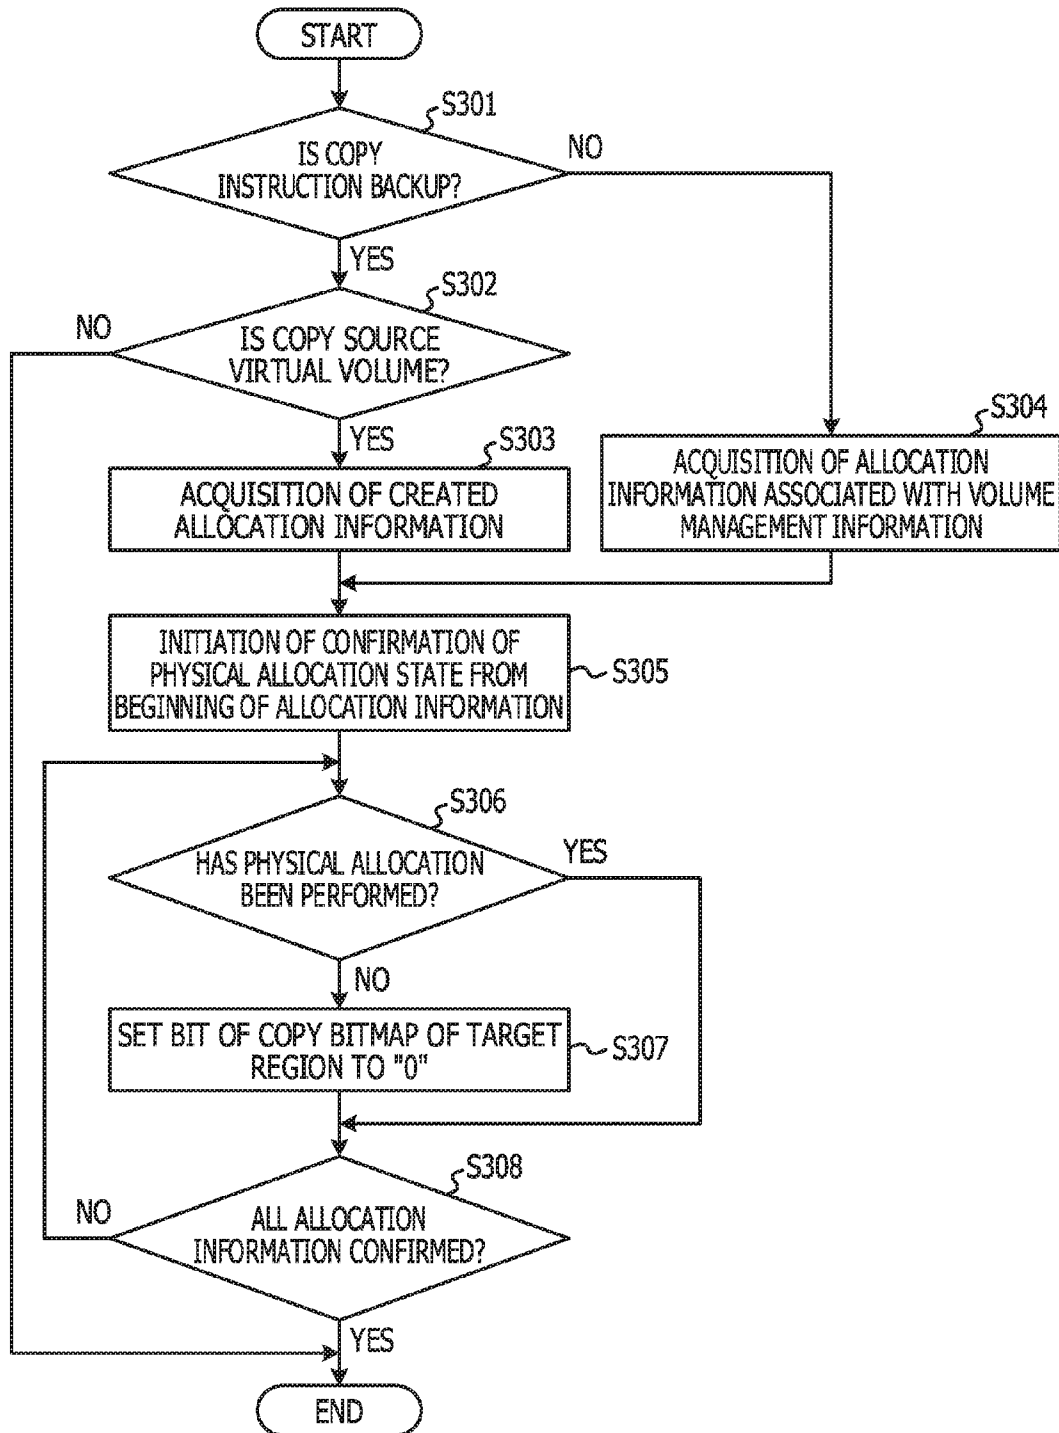 START
S301
IS COPY
INSTRUCTION BACKUP?
NO
YES
S302
NO
IS COPY SOURCE
VIRTUAL VOLUME?
YES
S303
S304
ACQUISITION OF CREATED
ALLOCATION INFORMATION
ACQUISITION OF ALLOCATION
INFORMATION ASSOCIATED WITH VOLUME
MANAGEMENT INFORMATION
INITIATION OF CONFIRMATION OF
PHYSICAL ALLOCATION STATE FROM
BEGINNING OF ALLOCATION INFORMATION
S305
S306
HAS PHYSICAL ALLOCATION
BEEN PERFORMED?
YES
NO
SET BIT OF COPY BITMAP OF TARGET
REGION TO "0"
S307
S308
NO
ALL ALLOCATION
INFORMATION CONFIRMED?
YES
END